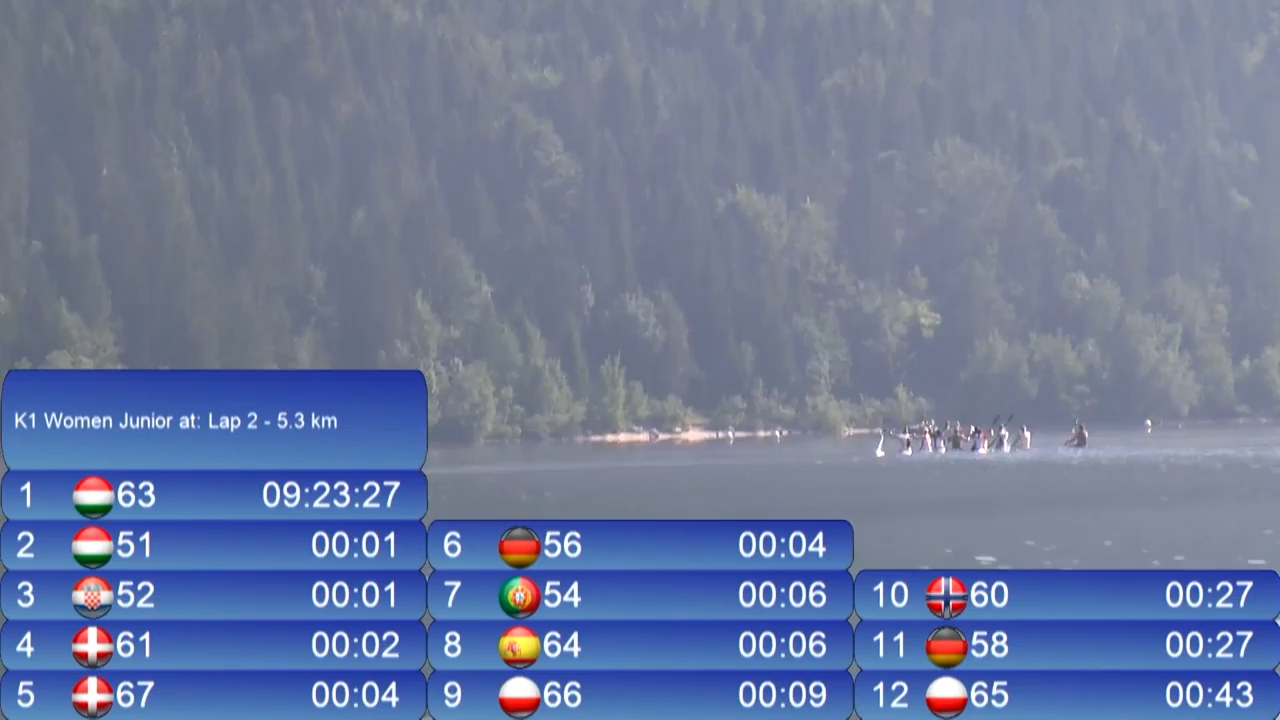 K1 Women Junior at: Lap 2 - 5.3 km
1 63 09:23:27
2 51 00:01
3 52 00:01
4 61 00:02
5 67 00:04
6 56 00:04
7 54 00:06
8 64 00:06
9 66 00:09
10 60 00:27
11 58 00:27
12 65 00:43